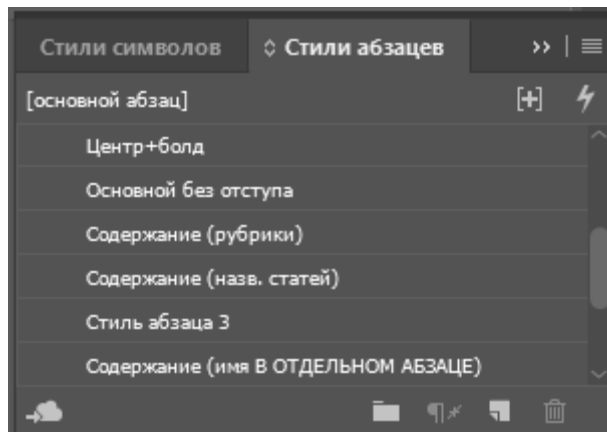 Стили символов Стили абзацев
[основной абзац]
Центр+болд
Основной без отступа
Содержание (рубрики)
Содержание (назв. статей)
Стиль абзаца 3
Содержание (имя В ОТДЕЛЬНОМ АБЗАЦЕ)